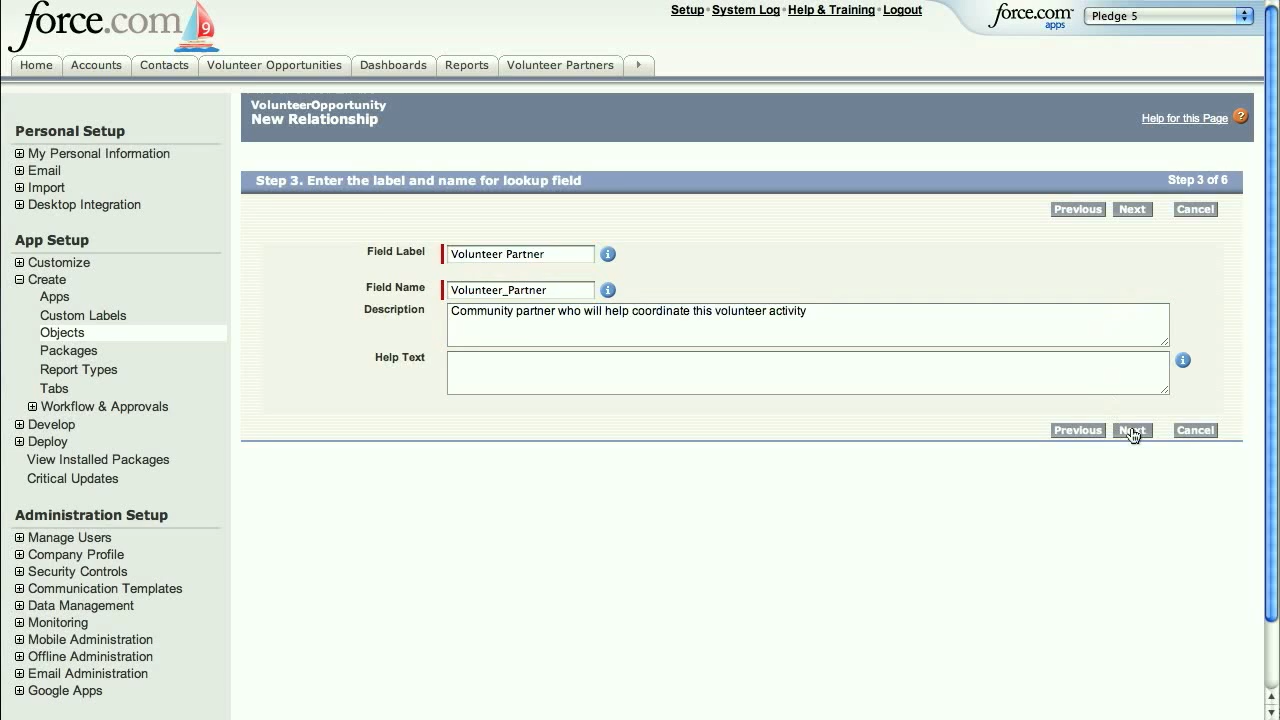 force.com
9
Setup · System Log · Help & Training · Logout
force.com
apps
Pledge 5
Home Accounts Contacts Volunteer Opportunities Dashboards Reports Volunteer Partners
Personal Setup
My Personal Information
Email
Import
Desktop Integration
App Setup
Customize
Create
Apps
Custom Labels
Objects
Packages
Report Types
Tabs
Workflow & Approvals
Develop
Deploy
View Installed Packages
Critical Updates
Administration Setup
Manage Users
Company Profile
Security Controls
Communication Templates
Data Management
Monitoring
Mobile Administration
Offline Administration
Email Administration
Google Apps
VolunteerOpportunity
New Relationship
Help for this Page ?
Step 3. Enter the label and name for lookup field
Step 3 of 6
Previous Next Cancel
Field Label Volunteer Partner
Field Name Volunteer_Partner
Description Community partner who will help coordinate this volunteer activity
Help Text
Previous Next Cancel